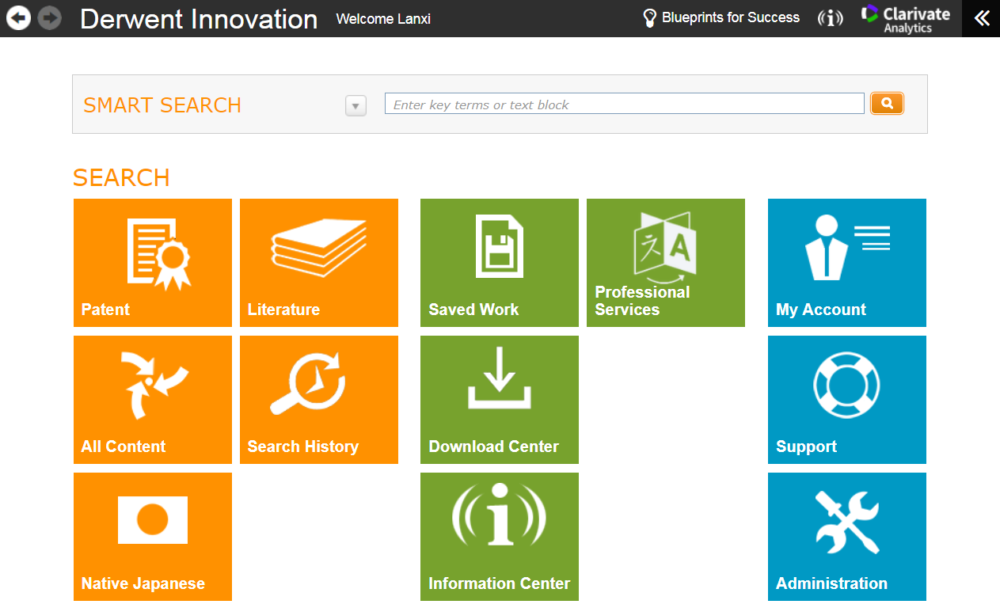 Derwent Innovation Welcome Lanxi Blueprints for Success (i) Clarivate
Analytics
SMART SEARCH Enter key terms or text block
SEARCH
Patent
Literature
Saved Work
文 A
Professional
Services
My Account
All Content
Search History
Download Center
Support
Native Japanese
((i))
Information Center
Administration